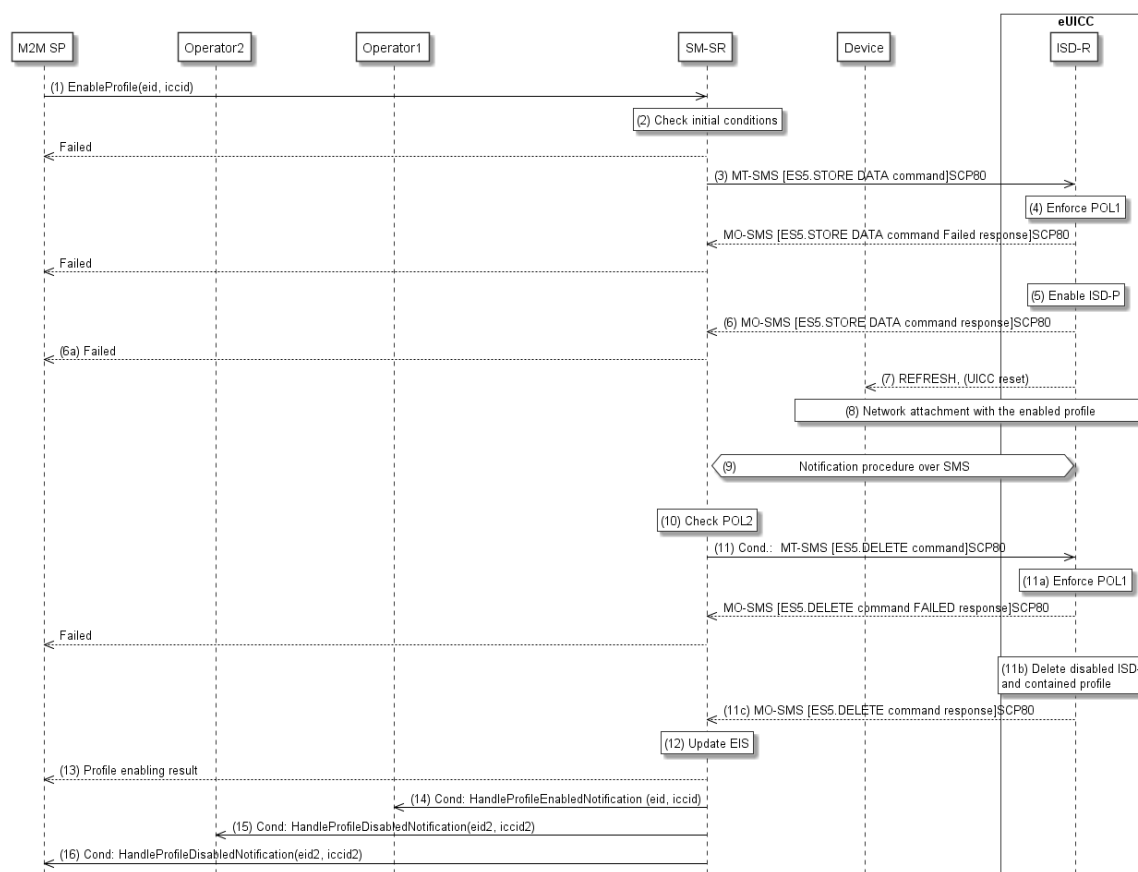 eUICC
M2M SP
Operator2
Operator1
SM-SR
Device
ISD-R
(1) EnableProfile(eid, iccid)
(2) Check initial conditions
Failed
(3) MT-SMS [ES5.STORE DATA command]SCP80
(4) Enforce POL1
MO-SMS [ES5.STORE DATA command Failed response]SCP80
Failed
(5) Enable ISD-P
(6) MO-SMS [ES5.STORE DATA command response]SCP80
(6a) Failed
(7) REFRESH, (UICC reset)
(8) Network attachment with the enabled profile
(9) Notification procedure over SMS
(10) Check POL2
(11) Cond.: MT-SMS [ES5.DELETE command]SCP80
(11a) Enforce POL1
MO-SMS [ES5.DELETE command FAILED response]SCP80
Failed
(11b) Delete disabled ISD-
and contained profile
(11c) MO-SMS [ES5.DELETE command response]SCP80
(12) Update EIS
(13) Profile enabling result
(14) Cond: HandleProfileEnabledNotification (eid, iccid)
(15) Cond: HandleProfileDisabledNotification(eid2, iccid2)
(16) Cond: HandleProfileDisabledNotification(eid2, iccid2)